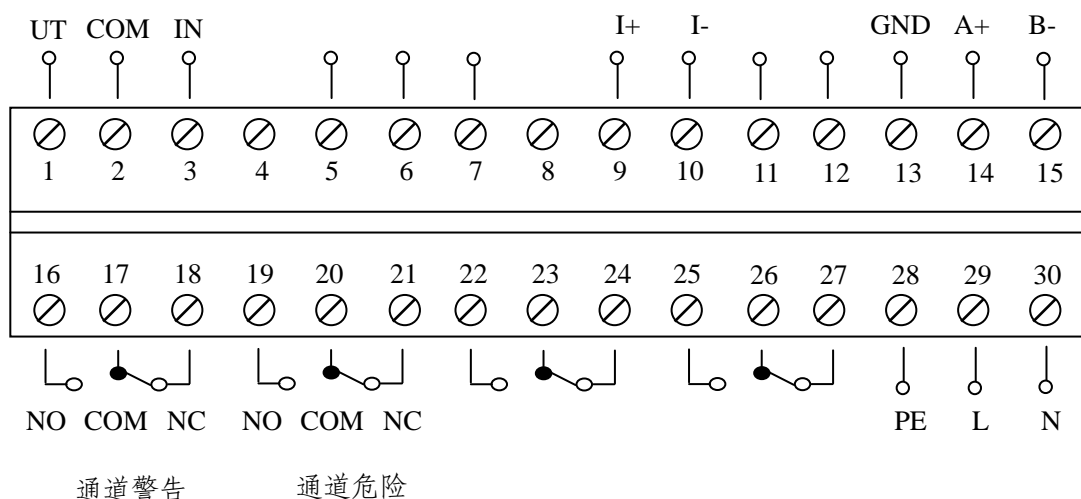 UT COM IN I+ I- GND A+ B-
1 2 3 4 5 6 7 8 9 10 11 12 13 14 15
16 17 18 19 20 21 22 23 24 25 26 27 28 29 30
NO COM NC NO COM NC PE L N
通道警告 通道危险